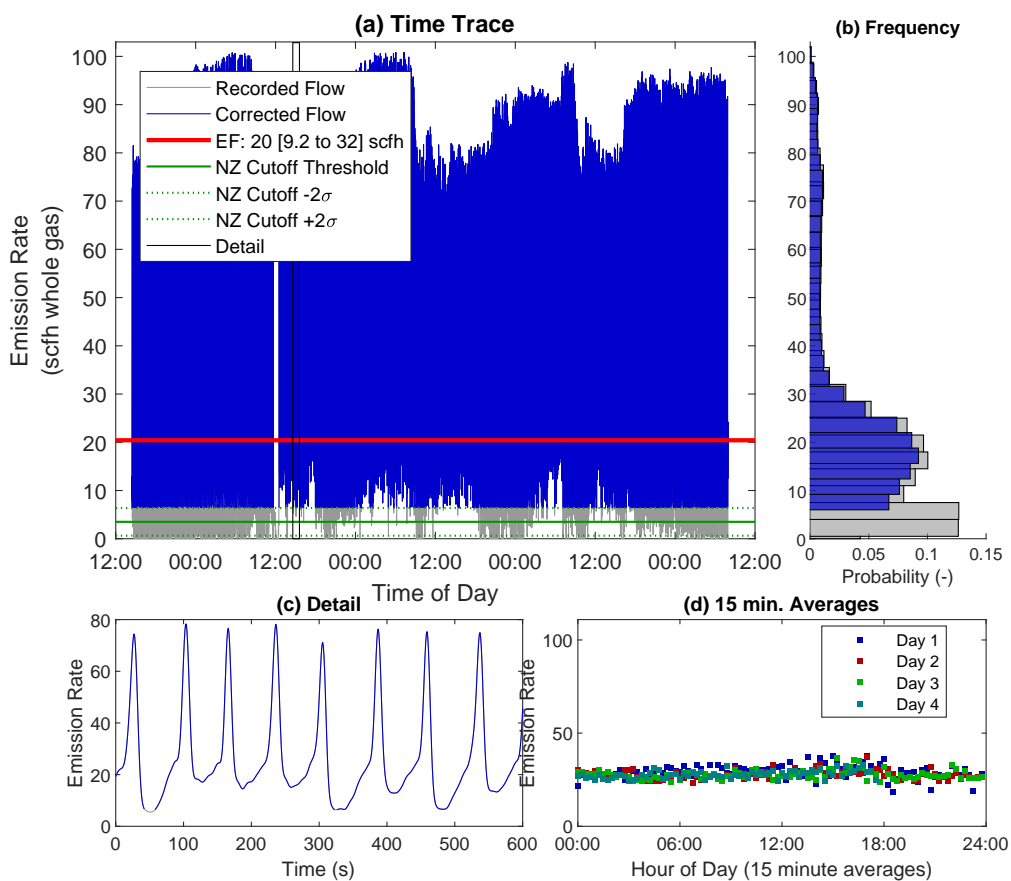 (a) Time Trace
Emission Rate
(scfh whole gas)
100
90
80
70
60
50
40
30
20
10
0
Recorded Flow
Corrected Flow
EF: 20 [9.2 to 32] scfh
NZ Cutoff Threshold
NZ Cutoff -2σ
NZ Cutoff +2σ
Detail
12:00 00:00 12:00 00:00 12:00 00:00 12:00 00:00 12:00
Time of Day
(b) Frequency
100
90
80
70
60
50
40
30
20
10
0
0 0.05 0.1 0.15
Probability (-)
(c) Detail
Emission Rate
80
60
40
20
0
0 100 200 300 400 500 600
Time (s)
(d) 15 min. Averages
Emission Rate
100
50
0
Day 1
Day 2
Day 3
Day 4
00:00 06:00 12:00 18:00 24:00
Hour of Day (15 minute averages)